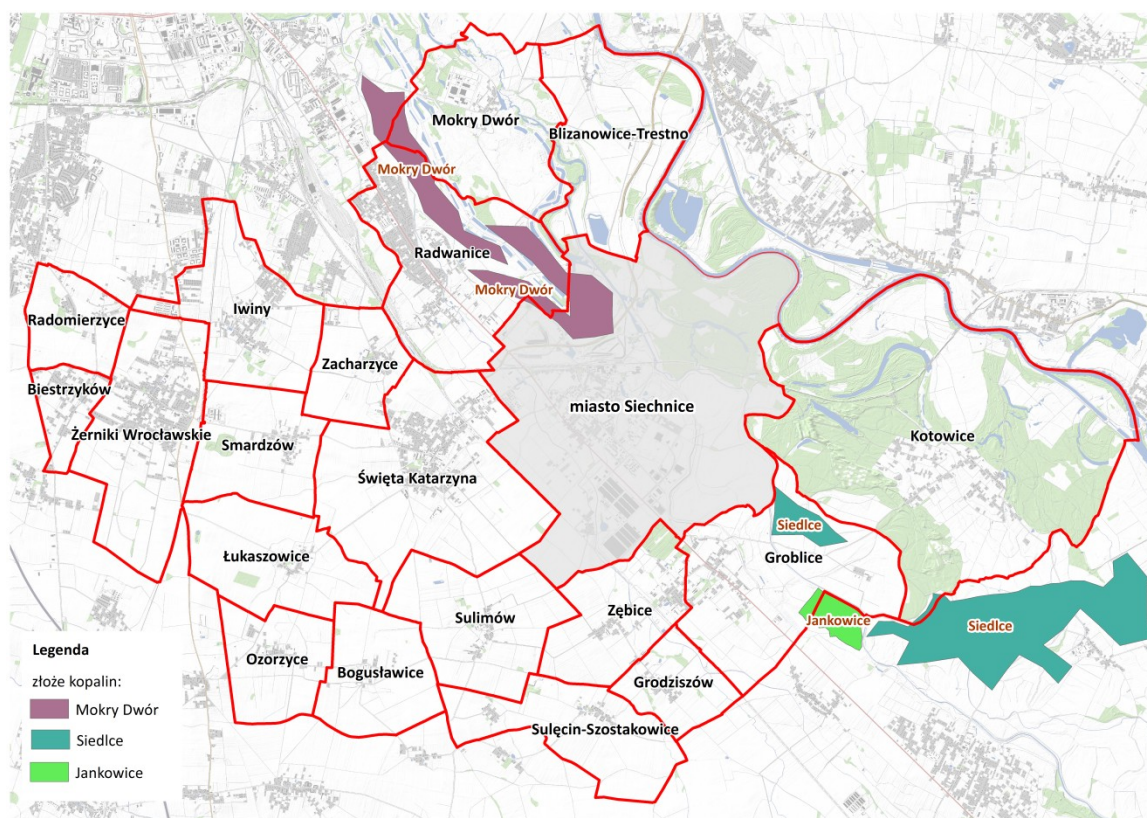 Mokry Dwór
Blizanowice-Trestno
Mokry Dwór
Radwanice
Mokry Dwór
Iwiny
Radomierzyce
Zacharzyce
Biestrzyków
Żerniki Wrocławskie
miasto Siechnice
Kotowice
Smardzów
Święta Katarzyna
Siedlce
Groblice
Łukaszowice
Sulimów
Zębice
Jankowice
Siedlce
Ozorzyce
Bogusławice
Grodziszów
Sulęcin-Szostakowice
Legenda
złoże kopalin:
Mokry Dwór
Siedlce
Jankowice